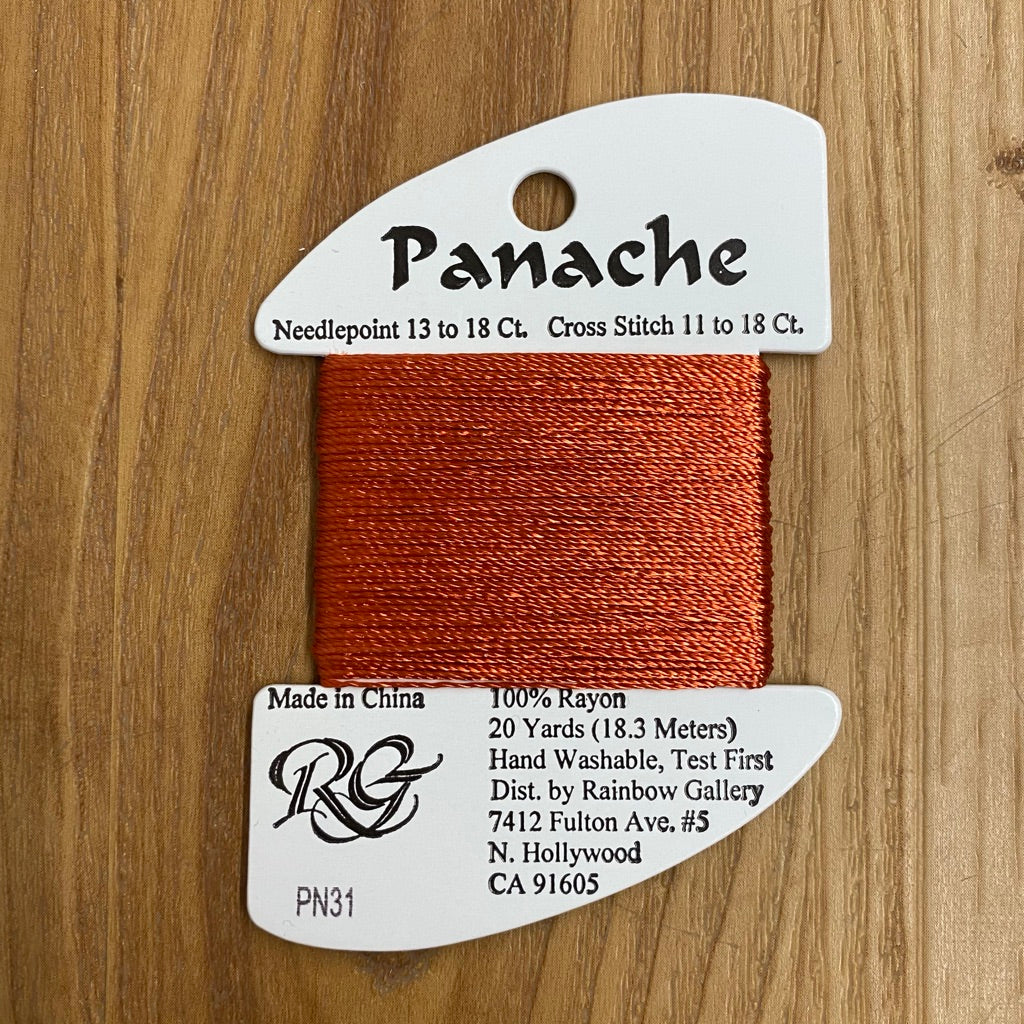 Panache
Needlepoint 13 to 18 Ct. Cross Stitch 11 to 18 Ct.
Made in China
RG
PN31
100% Rayon
20 Yards (18.3 Meters)
Hand Washable, Test First
Dist. by Rainbow Gallery
7412 Fulton Ave. #5
N. Hollywood
CA 91605